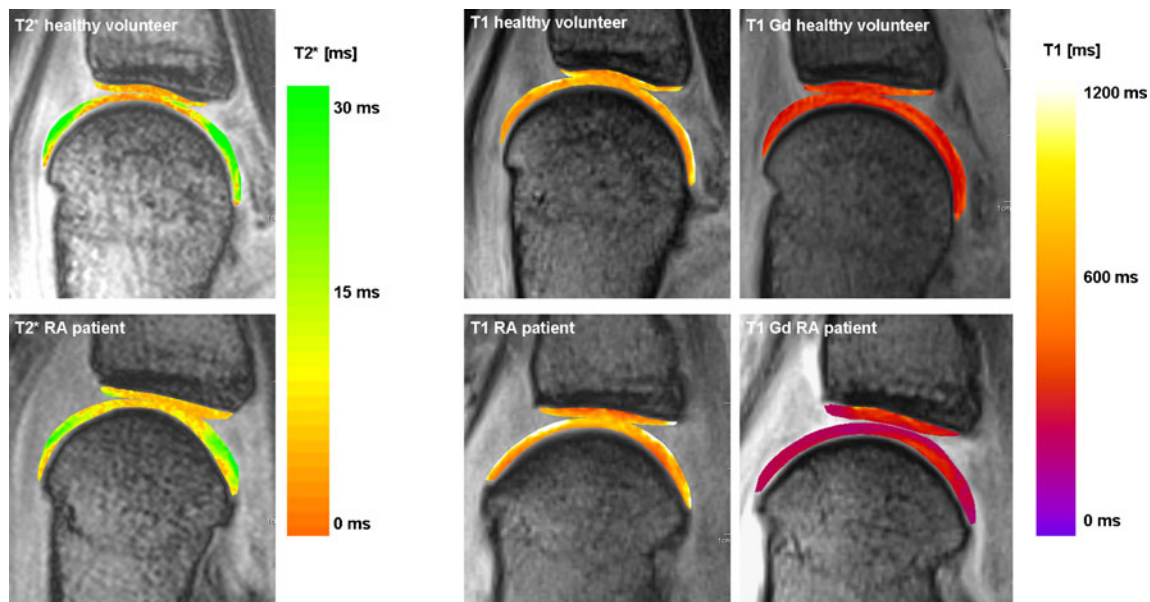 T2* healthy volunteer
T2* [ms]
30 ms
15 ms
0 ms
T2* RA patient
T1 healthy volunteer
T1 Gd healthy volunteer
T1 [ms]
1200 ms
600 ms
0 ms
T1 RA patient
T1 Gd RA patient